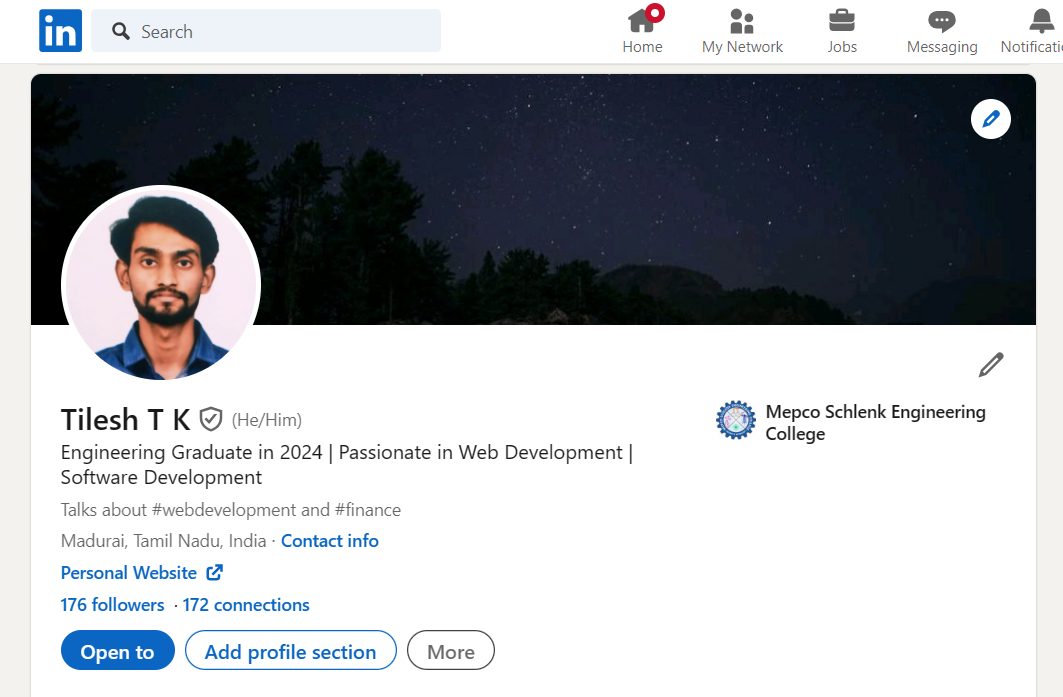 in Search
Home My Network Jobs Messaging
Tilesh T K (He/Him)
Engineering Graduate in 2024 | Passionate in Web Development |
Software Development
Talks about #webdevelopment and #finance
Madurai, Tamil Nadu, India · Contact info
Personal Website
176 followers · 172 connections
Open to Add profile section More
Mepco Schlenk Engineering
College